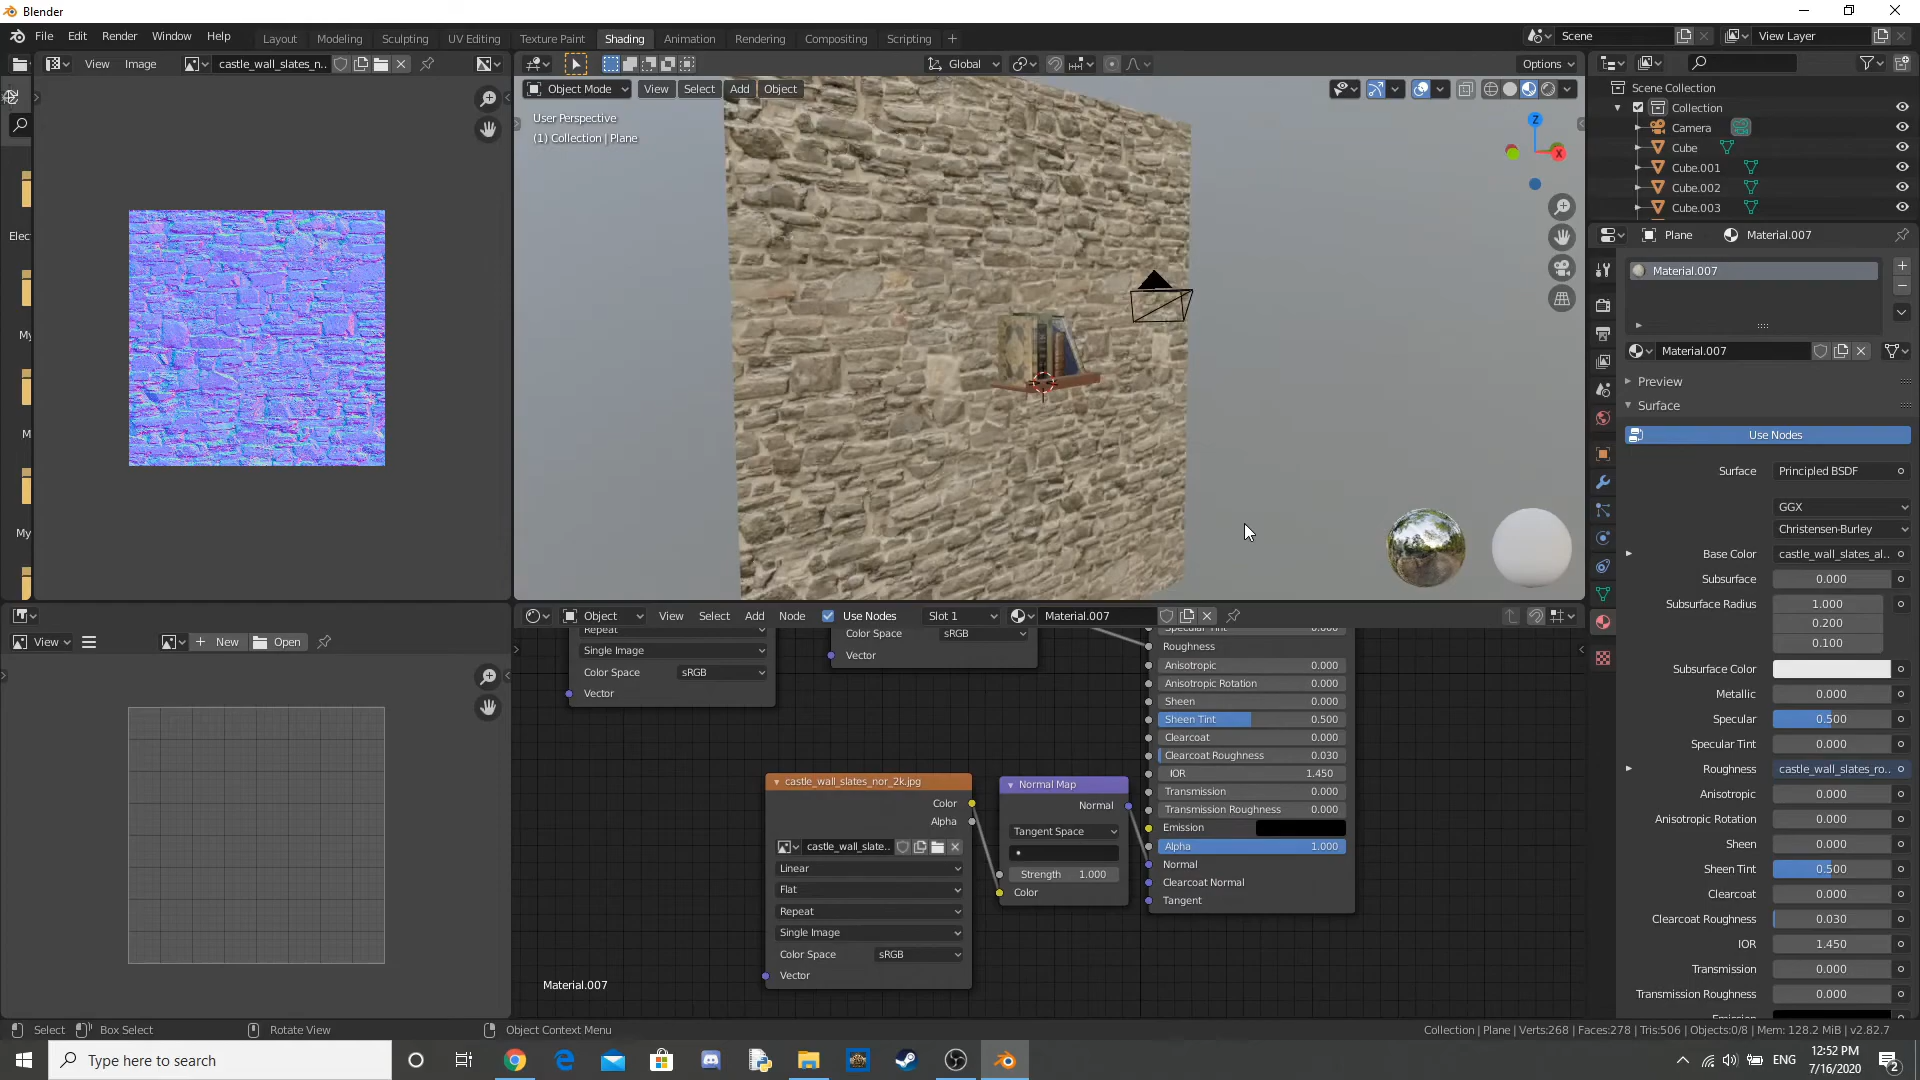 Blender
File Edit Render Window Help
Layout Modeling Sculpting UV Editing Texture Paint Shading Animation Rendering Compositing Scripting
Scene View Layer
View Image castle_wall_slates_n..
Global Options
Object Mode View Select Add Object
User Perspective
(1) Collection | Plane
Z
X
Elec
My
M
My
Scene Collection
Collection
Camera
Cube
Cube.001
Cube.002
Cube.003
Plane Material.007
Material.007
Material.007
Preview
Surface
Use Nodes
Surface Principled BSDF
GGX
Christensen-Burley
Base Color castle_wall_slates_al..
Subsurface 0.000
Subsurface Radius 1.000
0.200
0.100
Subsurface Color
Metallic 0.000
Specular 0.500
Specular Tint 0.000
Roughness castle_wall_slates_ro..
Anisotropic 0.000
Anisotropic Rotation 0.000
Sheen 0.000
Sheen Tint 0.500
Clearcoat 0.000
Clearcoat Roughness 0.030
IOR 1.450
Transmission 0.000
Transmission Roughness 0.000
Emission
View New Open
Object View Select Add Node Use Nodes Slot 1 Material.007
Repeat
Single Image
Color Space sRGB
Vector
Color Space sRGB
Vector
Specular Tint 0.000
Roughness
Anisotropic 0.000
Anisotropic Rotation 0.000
Sheen 0.000
Sheen Tint 0.500
Clearcoat 0.000
Clearcoat Roughness 0.030
IOR 1.450
Transmission 0.000
Transmission Roughness 0.000
Emission
Alpha 1.000
Normal
Clearcoat Normal
Tangent
castle_wall_slates_nor_2k.jpg
Color
Alpha
castle_wall_slate..
Linear
Flat
Repeat
Single Image
Color Space sRGB
Vector
Normal Map
Normal
Tangent Space
Strength 1.000
Color
Material.007
Select Box Select Rotate View Object Context Menu
Collection | Plane | Verts:268 | Faces:278 | Tris:506 | Objects:0/8 | Mem: 128.2 MiB | v2.82.7
Type here to search
ENG
12:52 PM
7/16/2020
2